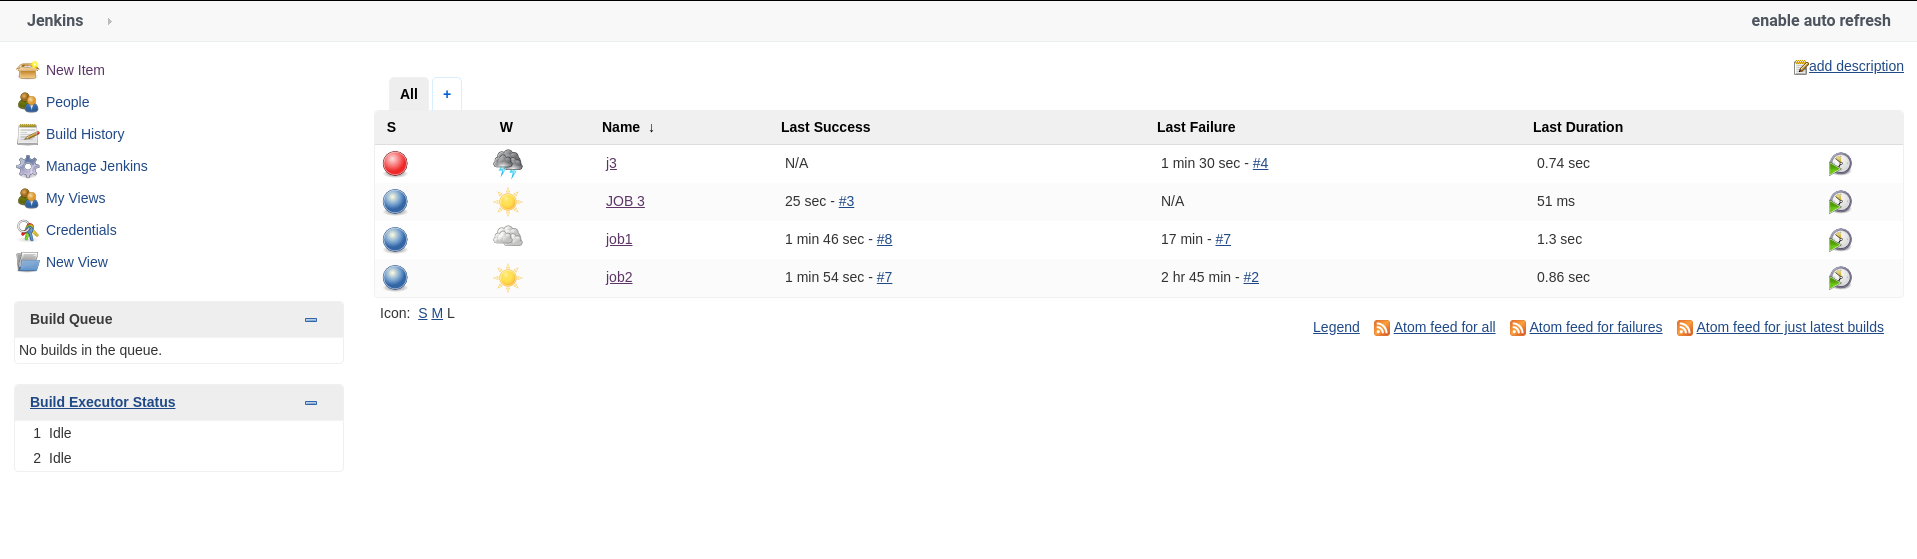 Jenkins enable auto refresh
add description
New Item
People
Build History
Manage Jenkins
My Views
Credentials
New View
Build Queue
No builds in the queue.
Build Executor Status
1 Idle
2 Idle
All +
S W Name ↓ Last Success Last Failure Last Duration
j3 N/A 1 min 30 sec - #4 0.74 sec
JOB 3 25 sec - #3 N/A 51 ms
job1 1 min 46 sec - #8 17 min - #7 1.3 sec
job2 1 min 54 sec - #7 2 hr 45 min - #2 0.86 sec
Icon: S M L
Legend Atom feed for all Atom feed for failures Atom feed for just latest builds